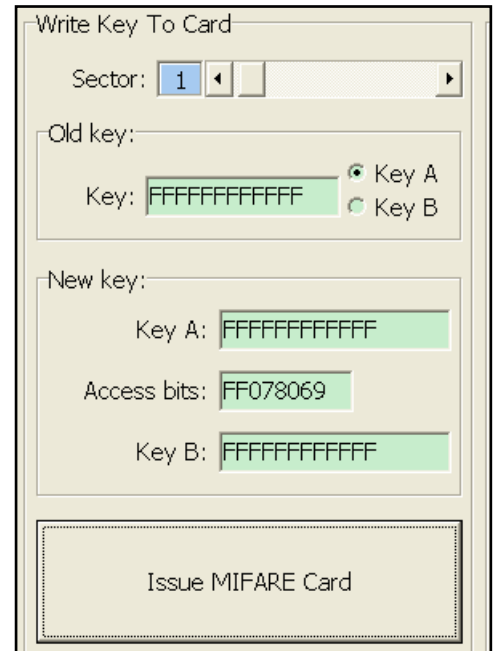 Write Key To Card
Sector: 1
Old key:
Key: FFFFFFFFFFFF
Key A
Key B
New key:
Key A: FFFFFFFFFFFF
Access bits: FF078069
Key B: FFFFFFFFFFFF
Issue MIFARE Card